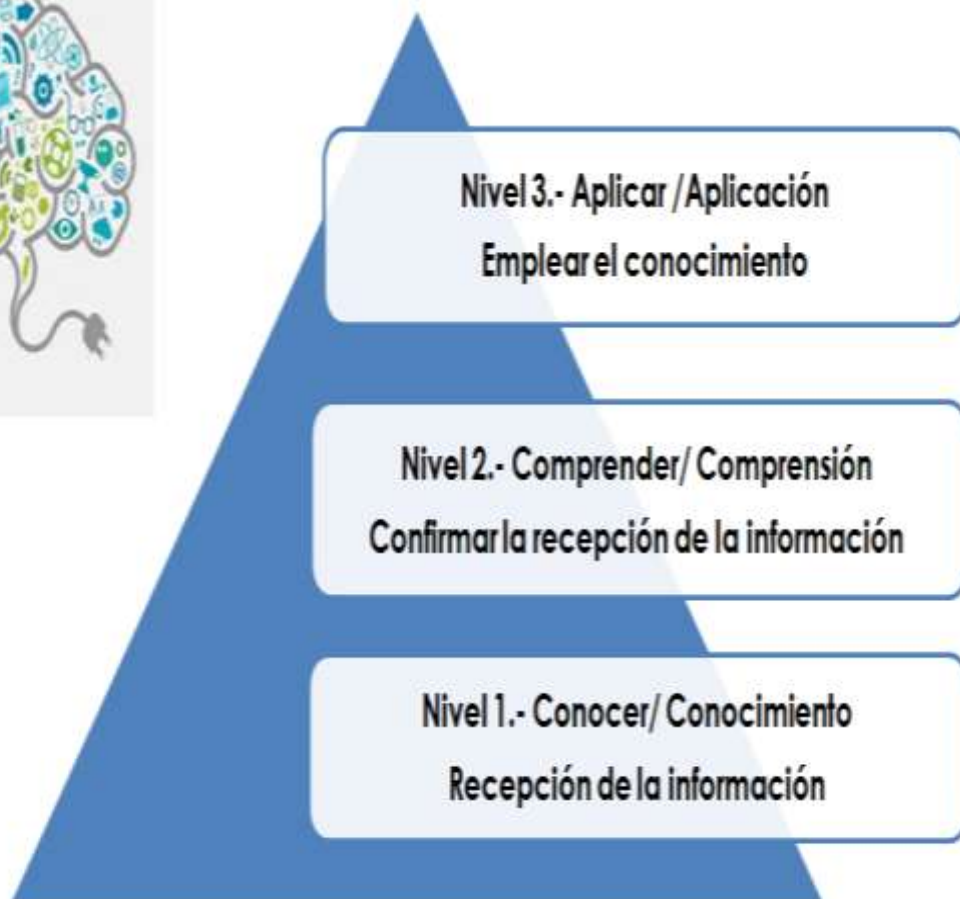 Nivel 3.- Aplicar /Aplicación
Emplear el conocimiento
Nivel 2.- Comprender/ Comprensión
Confirmar la recepción de la información
Nivel 1.- Conocer/ Conocimiento
Recepción de la información